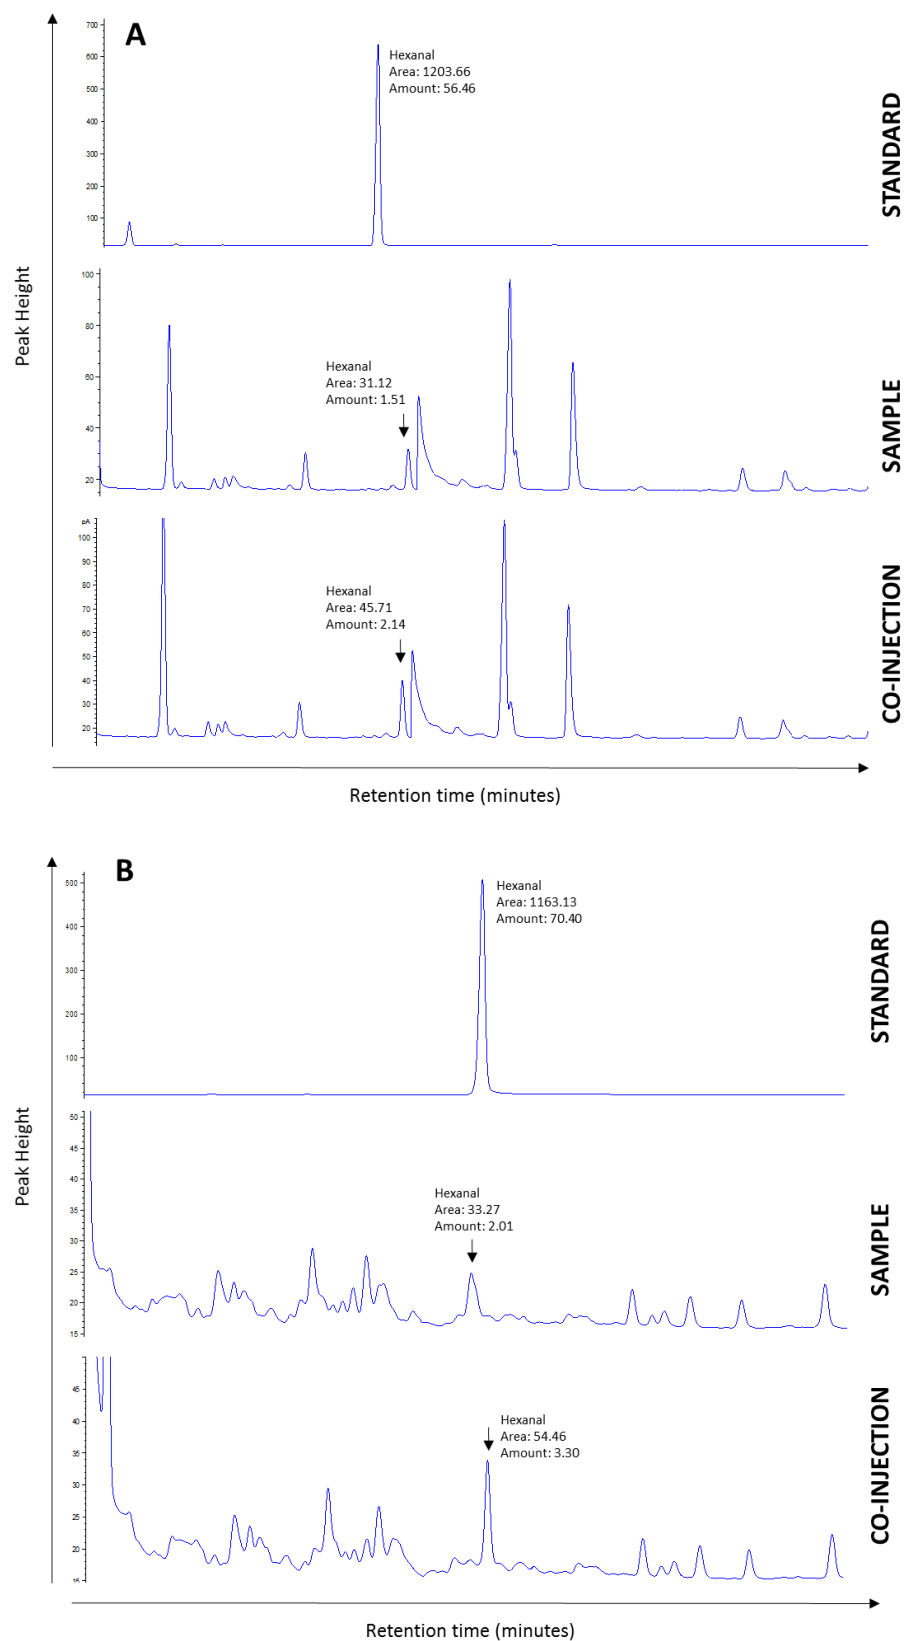 A
700
600
500
400
300
200
100
Hexanal
Area: 1203.66
Amount: 56.46
STANDARD
Peak Height
100
80
60
40
20
Hexanal
Area: 31.12
Amount: 1.51
SAMPLE
pA
100
90
80
70
60
50
40
30
20
Hexanal
Area: 45.71
Amount: 2.14
CO-INJECTION
Retention time (minutes)
B
500
400
300
200
100
Hexanal
Area: 1163.13
Amount: 70.40
STANDARD
Peak Height
50
45
40
35
30
25
20
15
Hexanal
Area: 33.27
Amount: 2.01
SAMPLE
45
40
35
30
25
20
Hexanal
Area: 54.46
Amount: 3.30
CO-INJECTION
Retention time (minutes)